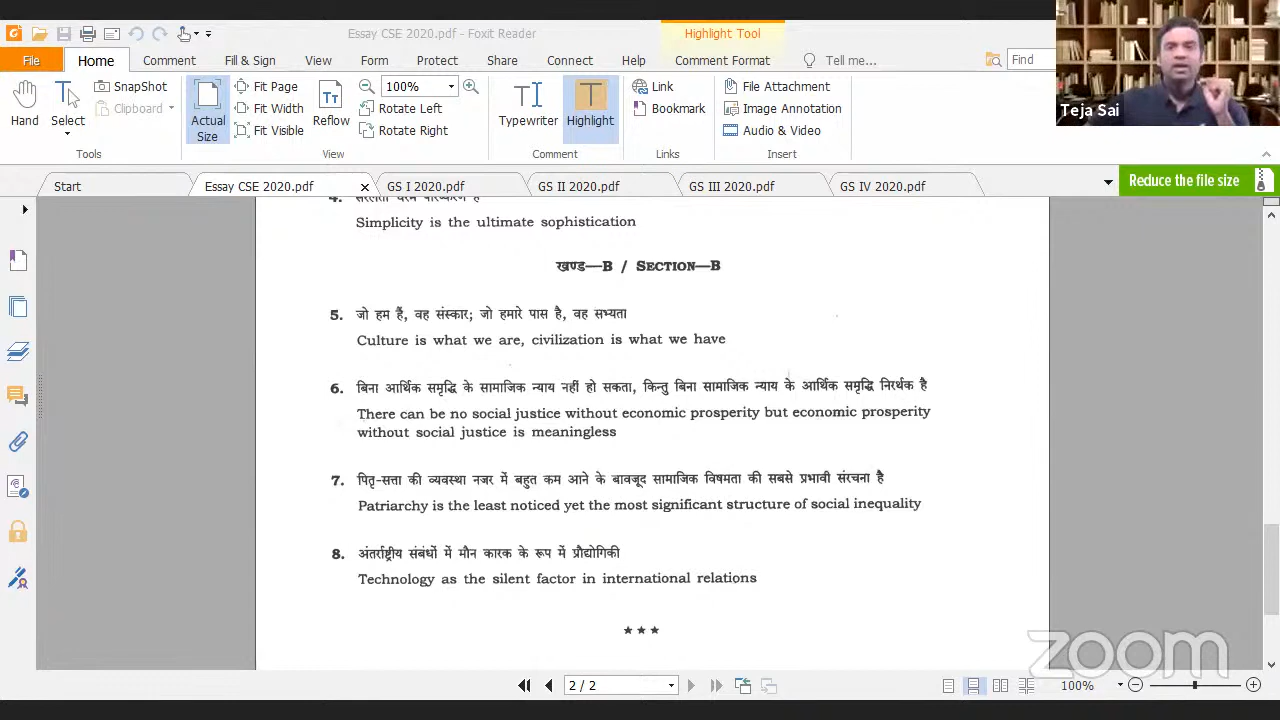 Essay CSE 2020.pdf - Foxit Reader
Highlight Tool
File Home Comment Fill & Sign View Form Protect Share Connect Help Comment Format Tell me... Find
Hand
Select
SnapShot
Clipboard
Tools
Actual Size
Fit Page
Fit Width
Fit Visible
Reflow
100%
Rotate Left
Rotate Right
View
Typewriter
Highlight
Comment
Link
Bookmark
Links
File Attachment
Image Annotation
Audio & Video
Insert
Teja Sai
Start Essay CSE 2020.pdf GS I 2020.pdf GS II 2020.pdf GS III 2020.pdf GS IV 2020.pdf Reduce the file size
4.
Simplicity is the ultimate sophistication
खण्ड—B / SECTION—B
5. जो हम हैं, वह संस्कार; जो हमारे पास है, वह सभ्यता
Culture is what we are, civilization is what we have
6. बिना आर्थिक समृद्धि के सामाजिक न्याय नहीं हो सकता, किन्तु बिना सामाजिक न्याय के आर्थिक समृद्धि निरर्थक है
There can be no social justice without economic prosperity but economic prosperity
without social justice is meaningless
7. पितृ-सत्ता की व्यवस्था नजर में बहुत कम आने के बावजूद सामाजिक विषमता की सबसे प्रभावी संरचना है
Patriarchy is the least noticed yet the most significant structure of social inequality
8. अंतर्राष्ट्रीय संबंधों में मौन कारक के रूप में प्रौद्योगिकी
Technology as the silent factor in international relations
★ ★ ★
zoom
2 / 2
100%